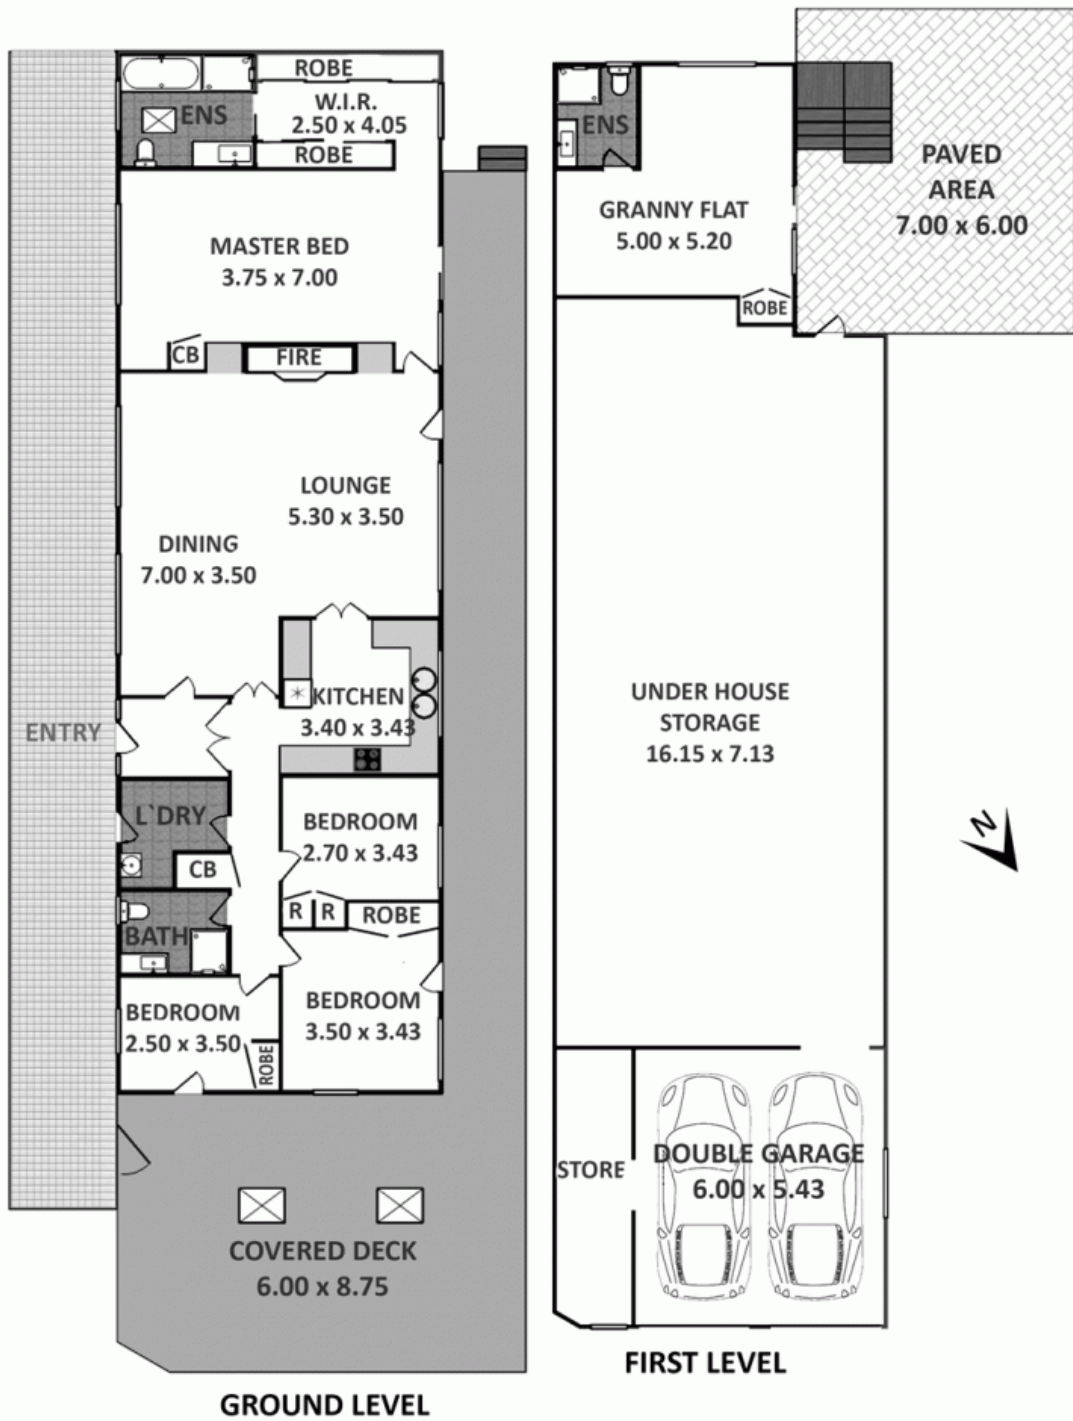 ROBE
ENS
W.I.R.
2.50 x 4.05
ROBE
MASTER BED
3.75 x 7.00
CB
FIRE
LOUNGE
5.30 x 3.50
DINING
7.00 x 3.50
KITCHEN
3.40 x 3.43
ENTRY
L`DRY
CB
BEDROOM
2.70 x 3.43
R
R
ROBE
BATH
BEDROOM
2.50 x 3.50
ROBE
BEDROOM
3.50 x 3.43
COVERED DECK
6.00 x 8.75
GROUND LEVEL
ENS
GRANNY FLAT
5.00 x 5.20
ROBE
PAVED
AREA
7.00 x 6.00
UNDER HOUSE
STORAGE
16.15 x 7.13
N
STORE
DOUBLE GARAGE
6.00 x 5.43
FIRST LEVEL